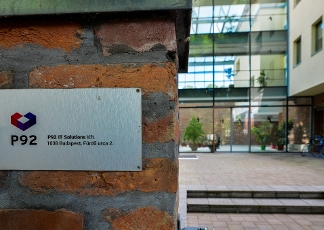 P92
P92 IT Solutions Kft.
1038 Budapest, Fürdő utca 2.